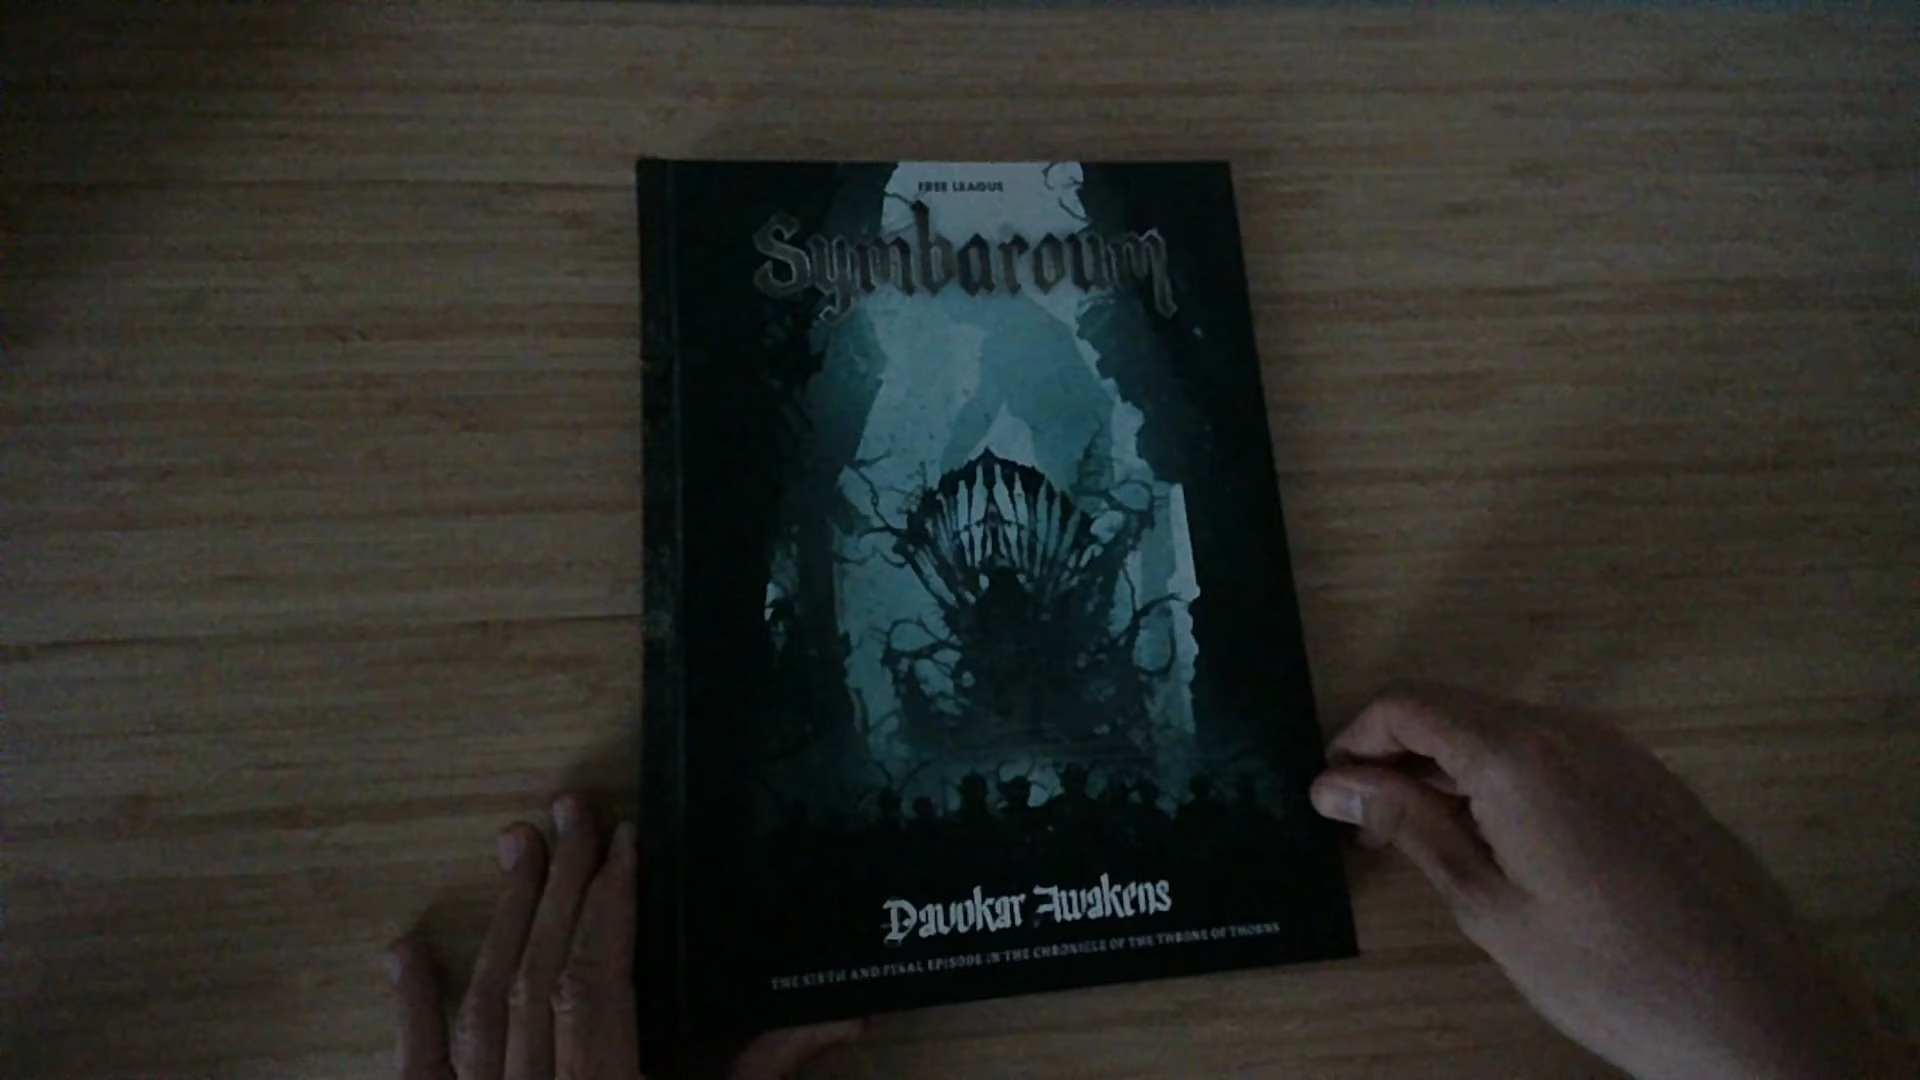 FREE LEAGUE
Symbaroum
Davokar Awakens
THE SIXTH AND FINAL EPISODE IN THE CHRONICLE OF THE THRONE OF THORNS